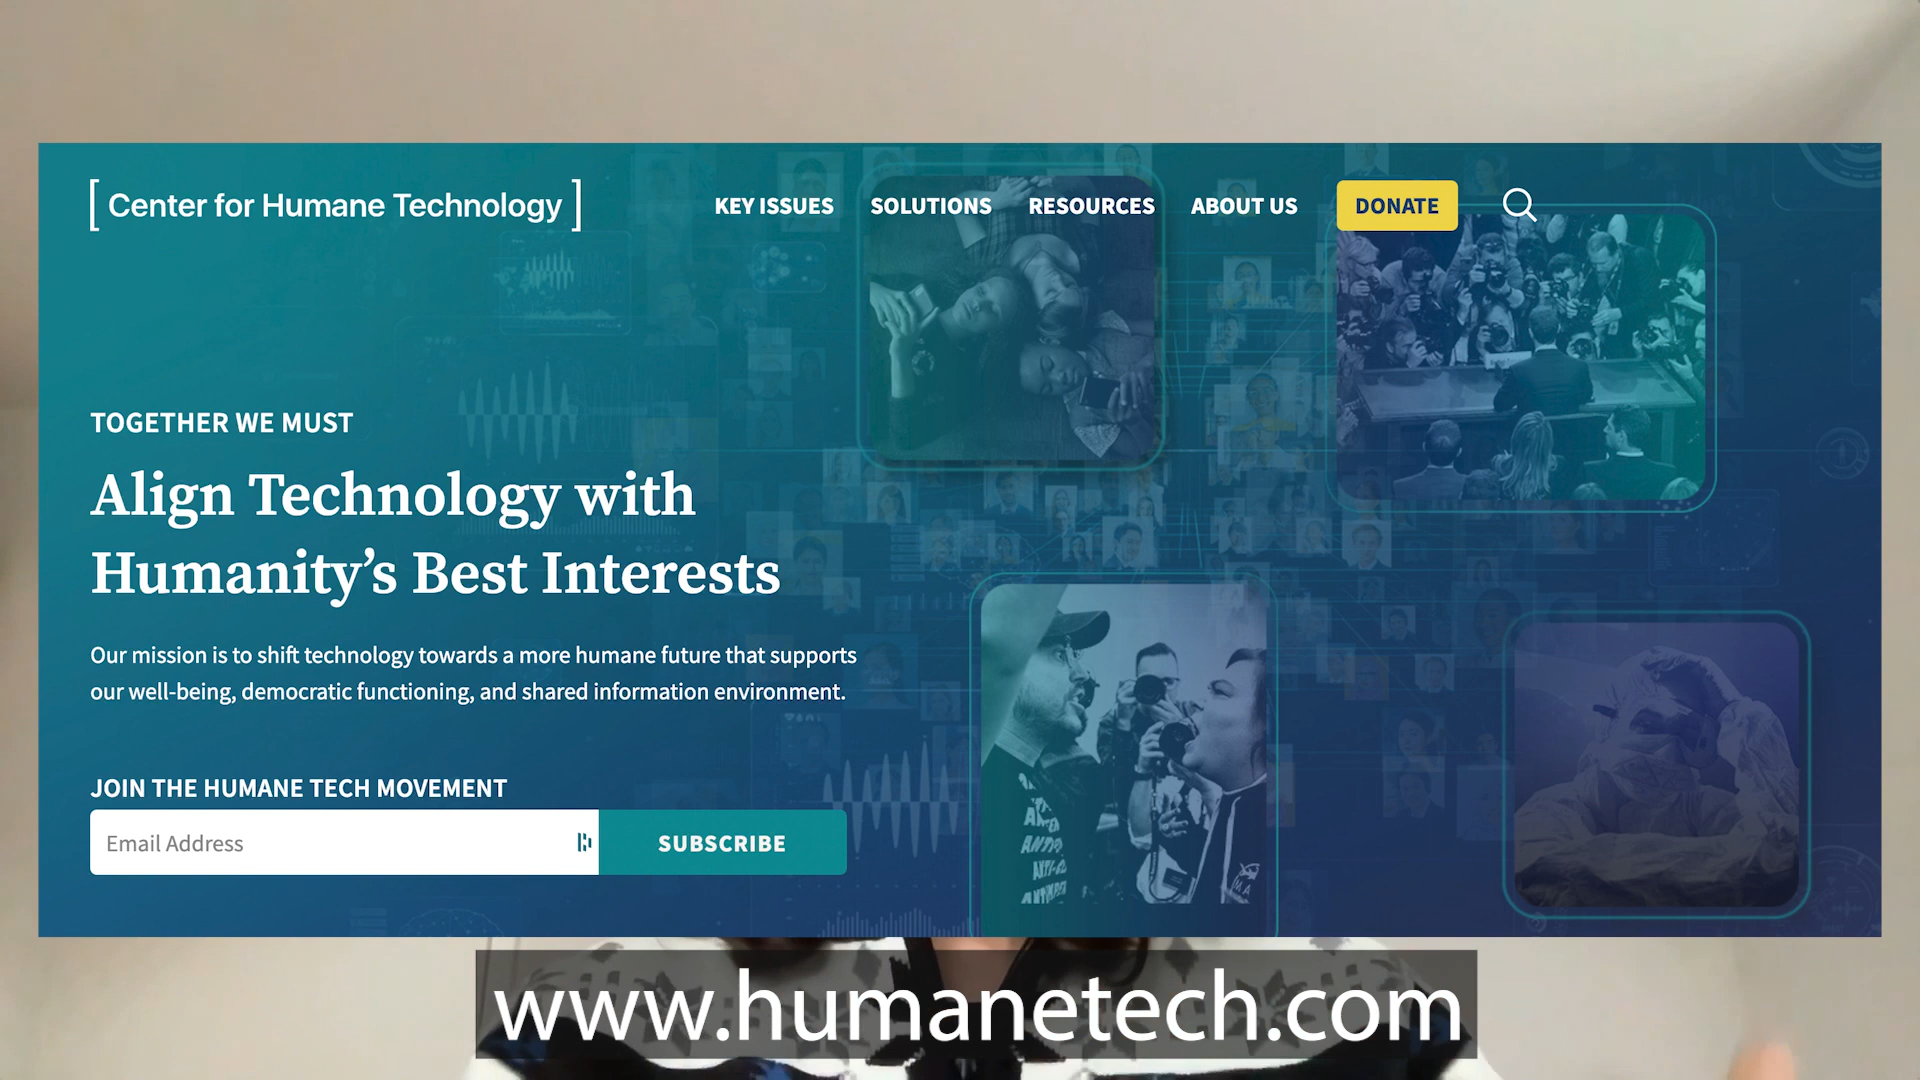 [ Center for Humane Technology ]
KEY ISSUES
SOLUTIONS
RESOURCES
ABOUT US
DONATE
TOGETHER WE MUST
Align Technology with
Humanity’s Best Interests
Our mission is to shift technology towards a more humane future that supports
our well-being, democratic functioning, and shared information environment.
JOIN THE HUMANE TECH MOVEMENT
Email Address
SUBSCRIBE
www.humanetech.com